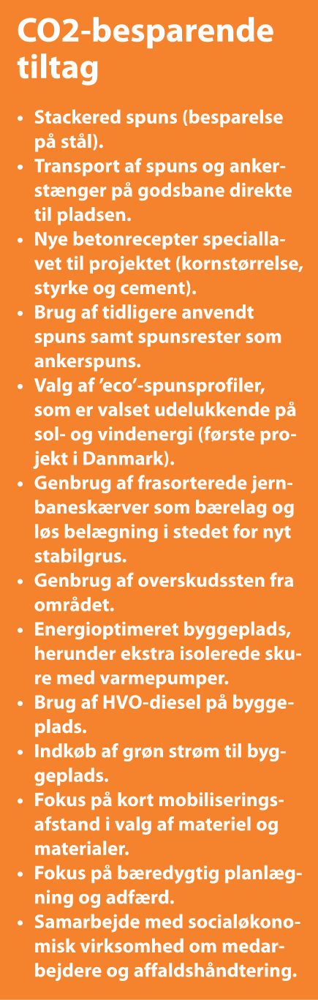 CO2-besparende
tiltag
• Stackered spuns (besparelse
på stål).
• Transport af spuns og anker-
stænger på godsbane direkte
til pladsen.
• Nye betonrecepter specialla-
vet til projektet (kornstørrelse,
styrke og cement).
• Brug af tidligere anvendt
spuns samt spunsrester som
ankerspuns.
• Valg af ’eco’-spunsprofiler,
som er valset udelukkende på
sol- og vindenergi (første pro-
jekt i Danmark).
• Genbrug af frasorterede jern-
baneskærver som bærelag og
løs belægning i stedet for nyt
stabilgrus.
• Genbrug af overskudssten fra
området.
• Energioptimeret byggeplads,
herunder ekstra isolerede sku-
re med varmepumper.
• Brug af HVO-diesel på bygge-
plads.
• Indkøb af grøn strøm til byg-
geplads.
• Fokus på kort mobiliserings-
afstand i valg af materiel og
materialer.
• Fokus på bæredygtig planlæg-
ning og adfærd.
• Samarbejde med socialøkono-
misk virksomhed om medar-
bejdere og affaldshåndtering.